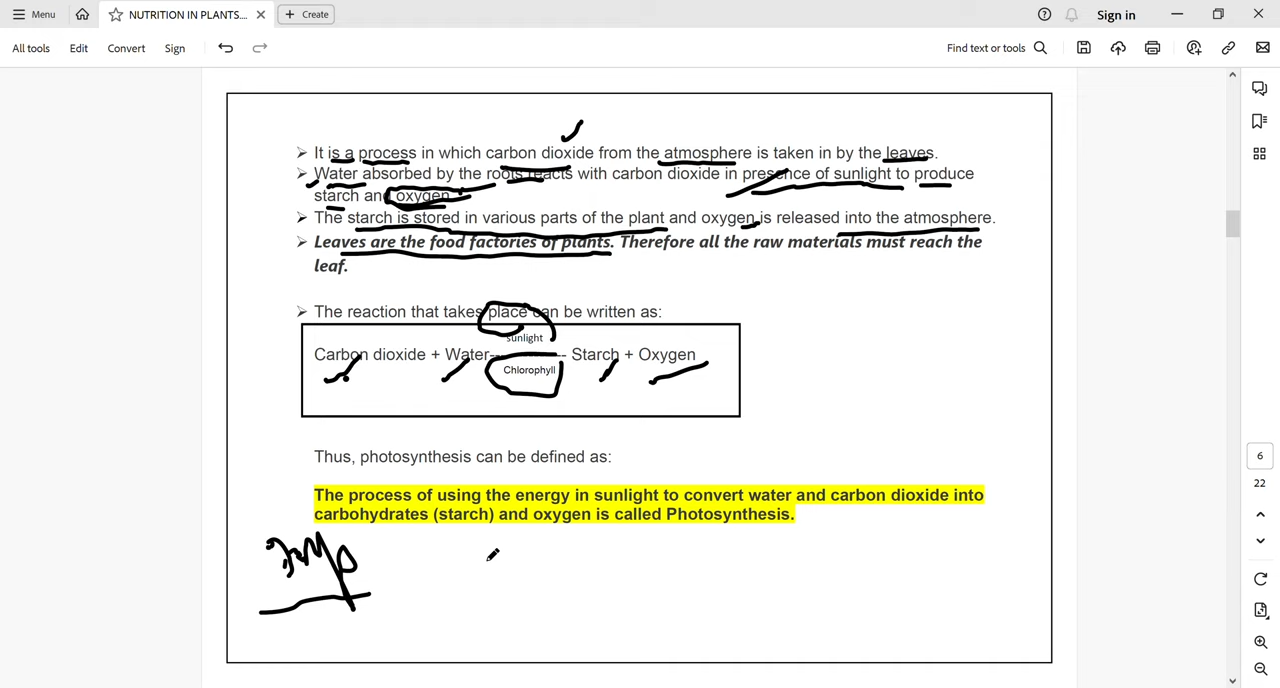 Menu
NUTRITION IN PLANTS....
Create
Sign in
All tools
Edit
Convert
Sign
Find text or tools
It is a process in which carbon dioxide from the atmosphere is taken in by the leaves.
Water absorbed by the roots reacts with carbon dioxide in presence of sunlight to produce
starch and oxygen.
The starch is stored in various parts of the plant and oxygen is released into the atmosphere.
Leaves are the food factories of plants. Therefore all the raw materials must reach the
leaf.
The reaction that takes place can be written as:
sunlight
Carbon dioxide + Water------------ Starch + Oxygen
Chlorophyll
Thus, photosynthesis can be defined as:
The process of using the energy in sunlight to convert water and carbon dioxide into
carbohydrates (starch) and oxygen is called Photosynthesis.
Imp
6
22